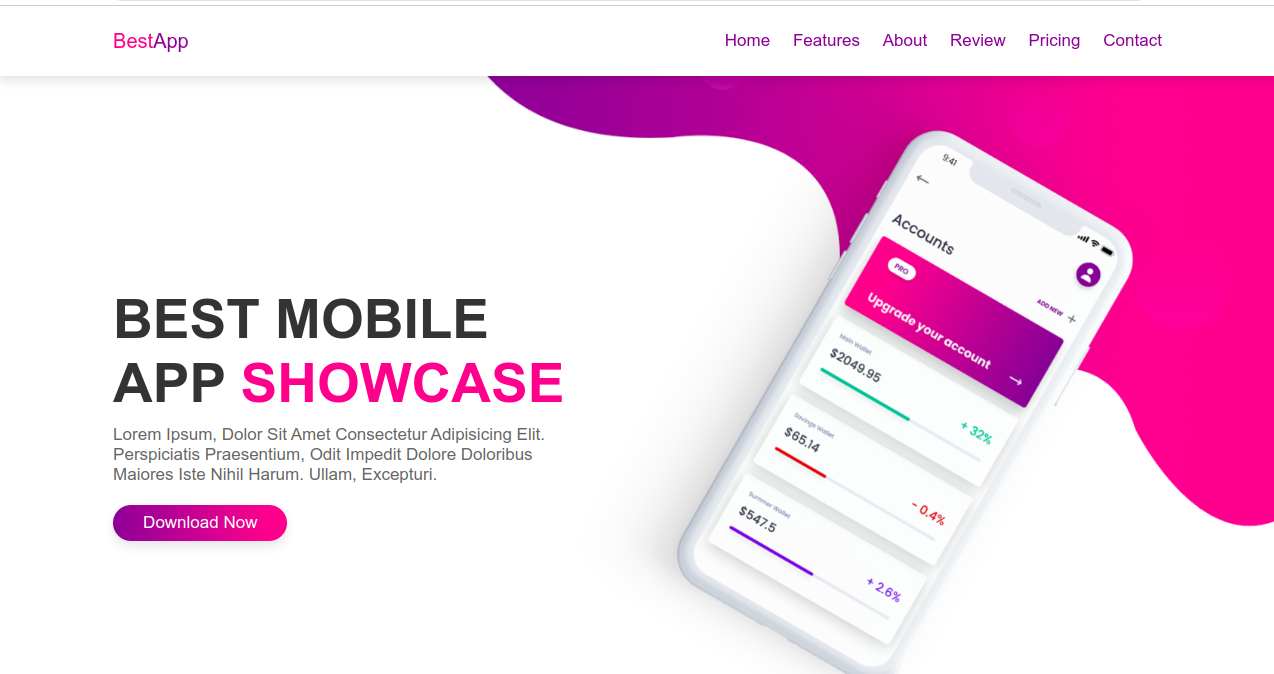 BestApp
Home Features About Review Pricing Contact
BEST MOBILE
APP SHOWCASE
Lorem Ipsum, Dolor Sit Amet Consectetur Adipisicing Elit.
Perspiciatis Praesentium, Odit Impedit Dolore Doloribus
Maiores Iste Nihil Harum. Ullam, Excepturi.
Download Now
9:41
Accounts
PRO
ADD NEW +
Upgrade your account
Main Wallet
$2049.95
+ 32%
Savings Wallet
$65.14
- 0.4%
Summer Wallet
$547.5
+ 2.6%